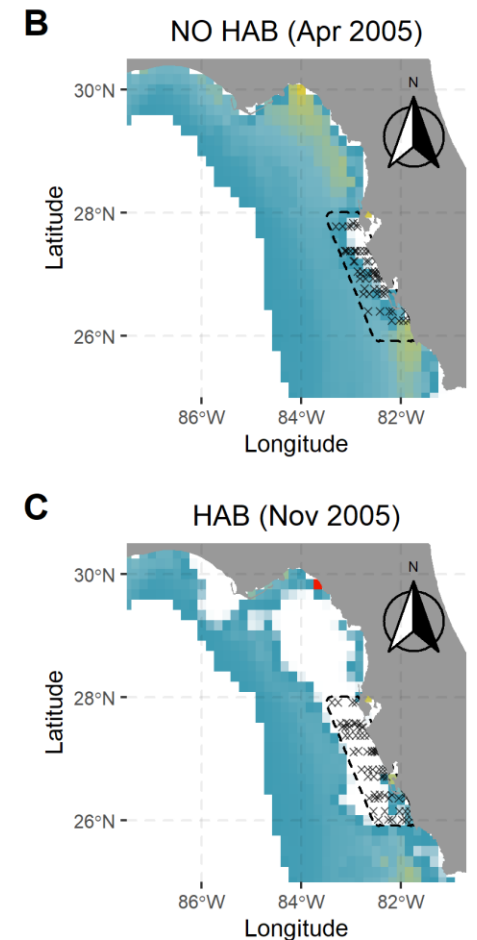 B
NO HAB (Apr 2005)
N
30°N
28°N
26°N
Latitude
86°W 84°W 82°W
Longitude
C
HAB (Nov 2005)
N
30°N
28°N
26°N
Latitude
86°W 84°W 82°W
Longitude